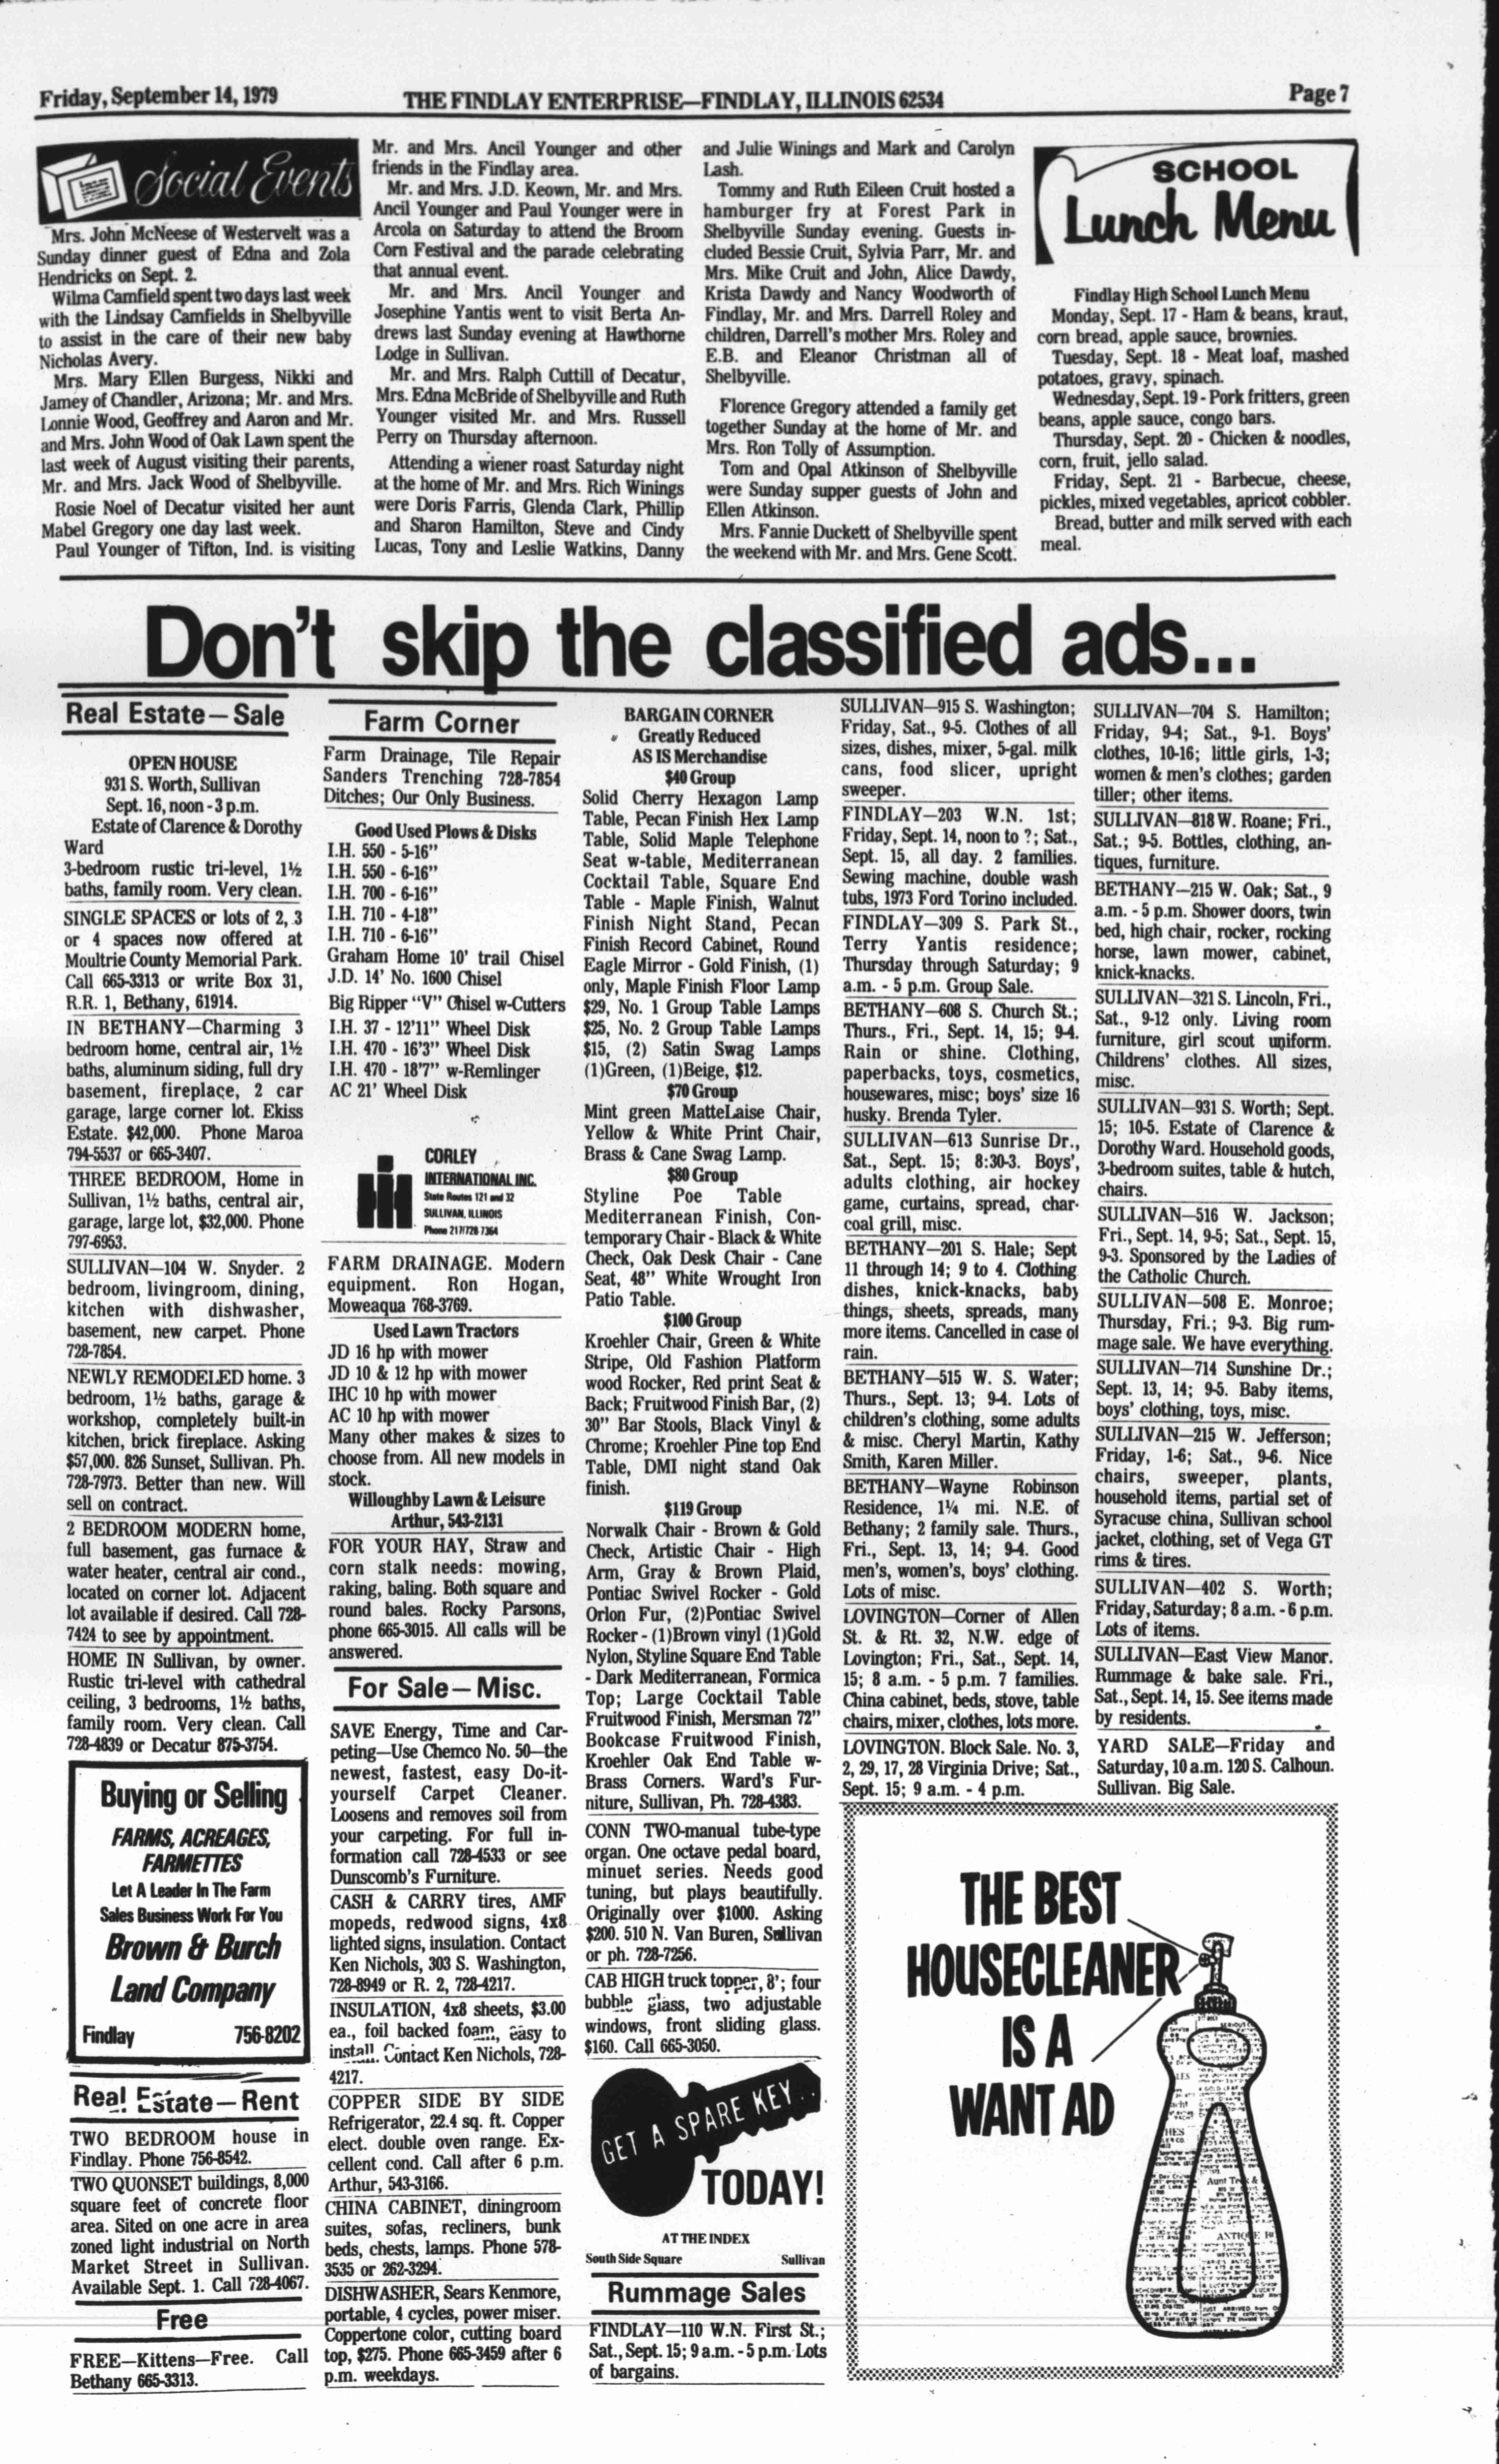 Friday, September 14, 1979
THE FINDLAY ENTERPRISE—FINDLAY, ILLINOIS 62534
Page 7
Social Events
Mrs. John McNeese of Westervelt was a
Sunday dinner guest of Edna and Zola
Hendricks on Sept. 2.
Wilma Camfield spent two days last week
with the Lindsay Camfields in Shelbyville
to assist in the care of their new baby
Nicholas Avery.
Mrs. Mary Ellen Burgess, Nikki and
Jamey of Chandler, Arizona; Mr. and Mrs.
Lonnie Wood, Geoffrey and Aaron and Mr.
and Mrs. John Wood of Oak Lawn spent the
last week of August visiting their parents,
Mr. and Mrs. Jack Wood of Shelbyville.
Rosie Noel of Decatur visited her aunt
Mabel Gregory one day last week.
Paul Younger of Tifton, Ind. is visiting
Mr. and Mrs. Ancil Younger and other
friends in the Findlay area.
Mr. and Mrs. J.D. Keown, Mr. and Mrs.
Ancil Younger and Paul Younger were in
Arcola on Saturday to attend the Broom
Corn Festival and the parade celebrating
that annual event.
Mr. and Mrs. Ancil Younger and
Josephine Yantis went to visit Berta An-
drews last Sunday evening at Hawthorne
Lodge in Sullivan.
Mr. and Mrs. Ralph Cuttill of Decatur,
Mrs. Edna McBride of Shelbyville and Ruth
Younger visited Mr. and Mrs. Russell
Perry on Thursday afternoon.
Attending a wiener roast Saturday night
at the home of Mr. and Mrs. Rich Winings
were Doris Farris, Glenda Clark, Phillip
and Sharon Hamilton, Steve and Cindy
Lucas, Tony and Leslie Watkins, Danny
and Julie Winings and Mark and Carolyn
Lash.
Tommy and Ruth Eileen Cruit hosted a
hamburger fry at Forest Park in
Shelbyville Sunday evening. Guests in-
cluded Bessie Cruit, Sylvia Parr, Mr. and
Mrs. Mike Cruit and John, Alice Dawdy,
Krista Dawdy and Nancy Woodworth of
Findlay, Mr. and Mrs. Darrell Roley and
children, Darrell's mother Mrs. Roley and
E.B. and Eleanor Christman all of
Shelbyville.
Florence Gregory attended a family get
together Sunday at the home of Mr. and
Mrs. Ron Tolly of Assumption.
Tom and Opal Atkinson of Shelbyville
were Sunday supper guests of John and
Ellen Atkinson.
Mrs. Fannie Duckett of Shelbyville spent
the weekend with Mr. and Mrs. Gene Scott.
SCHOOL
Lunch Menu
Findlay High School Lunch Menu
Monday, Sept. 17 - Ham & beans, kraut,
corn bread, apple sauce, brownies.
Tuesday, Sept. 18 - Meat loaf, mashed
potatoes, gravy, spinach.
Wednesday, Sept. 19 - Pork fritters, green
beans, apple sauce, congo bars.
Thursday, Sept. 20 - Chicken & noodles,
corn, fruit, jello salad.
Friday, Sept. 21 - Barbecue, cheese,
pickles, mixed vegetables, apricot cobbler.
Bread, butter and milk served with each
meal.
Don't skip the classified ads...
Real Estate—Sale
OPEN HOUSE
931 S. Worth, Sullivan
Sept. 16, noon - 3 p.m.
Estate of Clarence & Dorothy
Ward
3-bedroom rustic tri-level, 1½
baths, family room. Very clean.
SINGLE SPACES or lots of 2, 3
or 4 spaces now offered at
Moultrie County Memorial Park.
Call 665-3313 or write Box 31,
R.R. 1, Bethany, 61914.
IN BETHANY—Charming 3
bedroom home, central air, 1½
baths, aluminum siding, full dry
basement, fireplace, 2 car
garage, large corner lot. Ekiss
Estate. $42,000. Phone Maroa
794-5537 or 665-3407.
THREE BEDROOM, Home in
Sullivan, 1½ baths, central air,
garage, large lot, $32,000. Phone
797-6953.
SULLIVAN—104 W. Snyder. 2
bedroom, livingroom, dining,
kitchen with dishwasher,
basement, new carpet. Phone
728-7854.
NEWLY REMODELED home. 3
bedroom, 1½ baths, garage &
workshop, completely built-in
kitchen, brick fireplace. Asking
$57,000. 826 Sunset, Sullivan. Ph.
728-7973. Better than new. Will
sell on contract.
2 BEDROOM MODERN home,
full basement, gas furnace &
water heater, central air cond.,
located on corner lot. Adjacent
lot available if desired. Call 728-
7424 to see by appointment.
HOME IN Sullivan, by owner.
Rustic tri-level with cathedral
ceiling, 3 bedrooms, 1½ baths,
family room. Very clean. Call
728-4839 or Decatur 875-3754.
Buying or Selling
FARMS, ACREAGES,
FARMETTES
Let A Leader In The Farm
Sales Business Work For You
Brown & Burch
Land Company
Findlay 756-8202
Real Estate—Rent
TWO BEDROOM house in
Findlay. Phone 756-8542.
TWO QUONSET buildings, 8,000
square feet of concrete floor
area. Sited on one acre in area
zoned light industrial on North
Market Street in Sullivan.
Available Sept. 1. Call 728-4067.
Free
FREE—Kittens—Free. Call
Bethany 665-3313.
Farm Corner
Farm Drainage, Tile Repair
Sanders Trenching 728-7854
Ditches; Our Only Business.
Good Used Plows & Disks
I.H. 550 - 5-16"
I.H. 550 - 6-16"
I.H. 700 - 6-16"
I.H. 710 - 4-18"
I.H. 710 - 6-16"
Graham Home 10' trail Chisel
J.D. 14' No. 1600 Chisel
Big Ripper "V" Chisel w-Cutters
I.H. 37 - 12'11" Wheel Disk
I.H. 470 - 16'3" Wheel Disk
I.H. 470 - 18'7" w-Remlinger
AC 21' Wheel Disk
CORLEY
INTERNATIONAL INC.
State Routes 121 and 32
SULLIVAN, ILLINOIS
Phone 217/728 7364
FARM DRAINAGE. Modern
equipment. Ron Hogan,
Moweaqua 768-3769.
Used Lawn Tractors
JD 16 hp with mower
JD 10 & 12 hp with mower
IHC 10 hp with mower
AC 10 hp with mower
Many other makes & sizes to
choose from. All new models in
stock.
Willoughby Lawn & Leisure
Arthur, 543-2131
FOR YOUR HAY, Straw and
corn stalk needs: mowing,
raking, baling. Both square and
round bales. Rocky Parsons,
phone 665-3015. All calls will be
answered.
For Sale—Misc.
SAVE Energy, Time and Car-
peting—Use Chemco No. 50—the
newest, fastest, easy Do-it-
yourself Carpet Cleaner.
Loosens and removes soil from
your carpeting. For full in-
formation call 728-4533 or see
Dunscomb's Furniture.
CASH & CARRY tires, AMF
mopeds, redwood signs, 4x8
lighted signs, insulation. Contact
Ken Nichols, 303 S. Washington,
728-8949 or R. 2, 728-4217.
INSULATION, 4x8 sheets, $3.00
ea., foil backed foam, easy to
install. Contact Ken Nichols, 728-
4217.
COPPER SIDE BY SIDE
Refrigerator, 22.4 sq. ft. Copper
elect. double oven range. Ex-
cellent cond. Call after 6 p.m.
Arthur, 543-3166.
CHINA CABINET, diningroom
suites, sofas, recliners, bunk
beds, chests, lamps. Phone 578-
3535 or 262-3294.
DISHWASHER, Sears Kenmore,
portable, 4 cycles, power miser.
Coppertone color, cutting board
top, $275. Phone 665-3459 after 6
p.m. weekdays.
BARGAIN CORNER
Greatly Reduced
AS IS Merchandise
$40 Group
Solid Cherry Hexagon Lamp
Table, Pecan Finish Hex Lamp
Table, Solid Maple Telephone
Seat w-table, Mediterranean
Cocktail Table, Square End
Table - Maple Finish, Walnut
Finish Night Stand, Pecan
Finish Record Cabinet, Round
Eagle Mirror - Gold Finish, (1)
only, Maple Finish Floor Lamp
$29, No. 1 Group Table Lamps
$25, No. 2 Group Table Lamps
$15, (2) Satin Swag Lamps
(1)Green, (1)Beige, $12.
$70 Group
Mint green MatteLaise Chair,
Yellow & White Print Chair,
Brass & Cane Swag Lamp.
$80 Group
Styline Poe Table
Mediterranean Finish, Con-
temporary Chair - Black & White
Check, Oak Desk Chair - Cane
Seat, 48" White Wrought Iron
Patio Table.
$100 Group
Kroehler Chair, Green & White
Stripe, Old Fashion Platform
wood Rocker, Red print Seat &
Back; Fruitwood Finish Bar, (2)
30" Bar Stools, Black Vinyl &
Chrome; Kroehler Pine top End
Table, DMI night stand Oak
finish.
$119 Group
Norwalk Chair - Brown & Gold
Check, Artistic Chair - High
Arm, Gray & Brown Plaid,
Pontiac Swivel Rocker - Gold
Orlon Fur, (2)Pontiac Swivel
Rocker - (1)Brown vinyl (1)Gold
Nylon, Styline Square End Table
- Dark Mediterranean, Formica
Top; Large Cocktail Table
Fruitwood Finish, Mersman 72"
Bookcase Fruitwood Finish,
Kroehler Oak End Table w-
Brass Corners. Ward's Fur-
niture, Sullivan, Ph. 728-4383.
CONN TWO-manual tube-type
organ. One octave pedal board,
minuet series. Needs good
tuning, but plays beautifully.
Originally over $1000. Asking
$200. 510 N. Van Buren, Sullivan
or ph. 728-7256.
CAB HIGH truck topper, 8'; four
bubble glass, two adjustable
windows, front sliding glass.
$160. Call 665-3050.
GET A SPARE KEY..
TODAY!
AT THE INDEX
South Side Square Sullivan
Rummage Sales
FINDLAY—110 W.N. First St.;
Sat., Sept. 15; 9 a.m. - 5 p.m. Lots
of bargains.
SULLIVAN—915 S. Washington;
Friday, Sat., 9-5. Clothes of all
sizes, dishes, mixer, 5-gal. milk
cans, food slicer, upright
sweeper.
FINDLAY—203 W.N. 1st;
Friday, Sept. 14, noon to ?; Sat.,
Sept. 15, all day. 2 families.
Sewing machine, double wash
tubs, 1973 Ford Torino included.
FINDLAY—309 S. Park St.,
Terry Yantis residence;
Thursday through Saturday; 9
a.m. - 5 p.m. Group Sale.
BETHANY—608 S. Church St.;
Thurs., Fri., Sept. 14, 15; 9-4.
Rain or shine. Clothing,
paperbacks, toys, cosmetics,
housewares, misc; boys' size 16
husky. Brenda Tyler.
SULLIVAN—613 Sunrise Dr.,
Sat., Sept. 15; 8:30-3. Boys',
adults clothing, air hockey
game, curtains, spread, char-
coal grill, misc.
BETHANY—201 S. Hale; Sept
11 through 14; 9 to 4. Clothing
dishes, knick-knacks, baby
things, sheets, spreads, many
more items. Cancelled in case of
rain.
BETHANY—515 W. S. Water;
Thurs., Sept. 13; 9-4. Lots of
children's clothing, some adults
& misc. Cheryl Martin, Kathy
Smith, Karen Miller.
BETHANY—Wayne Robinson
Residence, 1¼ mi. N.E. of
Bethany; 2 family sale. Thurs.,
Fri., Sept. 13, 14; 9-4. Good
men's, women's, boys' clothing.
Lots of misc.
LOVINGTON—Corner of Allen
St. & Rt. 32, N.W. edge of
Lovington; Fri., Sat., Sept. 14,
15; 8 a.m. - 5 p.m. 7 families.
China cabinet, beds, stove, table
chairs, mixer, clothes, lots more.
LOVINGTON. Block Sale. No. 3,
2, 29, 17, 28 Virginia Drive; Sat.,
Sept. 15; 9 a.m. - 4 p.m.
SULLIVAN—704 S. Hamilton;
Friday, 9-4; Sat., 9-1. Boys'
clothes, 10-16; little girls, 1-3;
women & men's clothes; garden
tiller; other items.
SULLIVAN—818 W. Roane; Fri.,
Sat.; 9-5. Bottles, clothing, an-
tiques, furniture.
BETHANY—215 W. Oak; Sat., 9
a.m. - 5 p.m. Shower doors, twin
bed, high chair, rocker, rocking
horse, lawn mower, cabinet,
knick-knacks.
SULLIVAN—321 S. Lincoln, Fri.,
Sat., 9-12 only. Living room
furniture, girl scout uniform.
Childrens' clothes. All sizes,
misc.
SULLIVAN—931 S. Worth; Sept.
15; 10-5. Estate of Clarence &
Dorothy Ward. Household goods,
3-bedroom suites, table & hutch,
chairs.
SULLIVAN—516 W. Jackson;
Fri., Sept. 14, 9-5; Sat., Sept. 15,
9-3. Sponsored by the Ladies of
the Catholic Church.
SULLIVAN—508 E. Monroe;
Thursday, Fri.; 9-3. Big rum-
mage sale. We have everything.
SULLIVAN—714 Sunshine Dr.;
Sept. 13, 14; 9-5. Baby items,
boys' clothing, toys, misc.
SULLIVAN—215 W. Jefferson;
Friday, 1-6; Sat., 9-6. Nice
chairs, sweeper, plants,
household items, partial set of
Syracuse china, Sullivan school
jacket, clothing, set of Vega GT
rims & tires.
SULLIVAN—402 S. Worth;
Friday, Saturday; 8 a.m. - 6 p.m.
Lots of items.
SULLIVAN—East View Manor.
Rummage & bake sale. Fri.,
Sat., Sept. 14, 15. See items made
by residents.
YARD SALE—Friday and
Saturday, 10 a.m. 120 S. Calhoun.
Sullivan. Big Sale.
THE BEST
HOUSECLEANER
IS A
WANT AD